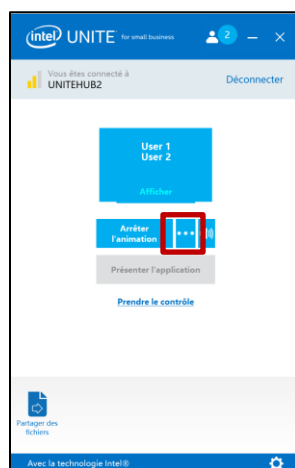 intel UNITE for small business 2
Vous êtes connecté à
UNITEHUB2
Déconnecter
User 1
User 2
Afficher
Arrêter
l'animation
Présenter l'application
Prendre le contrôle
Partager des
fichiers
Avec la technologie Intel®